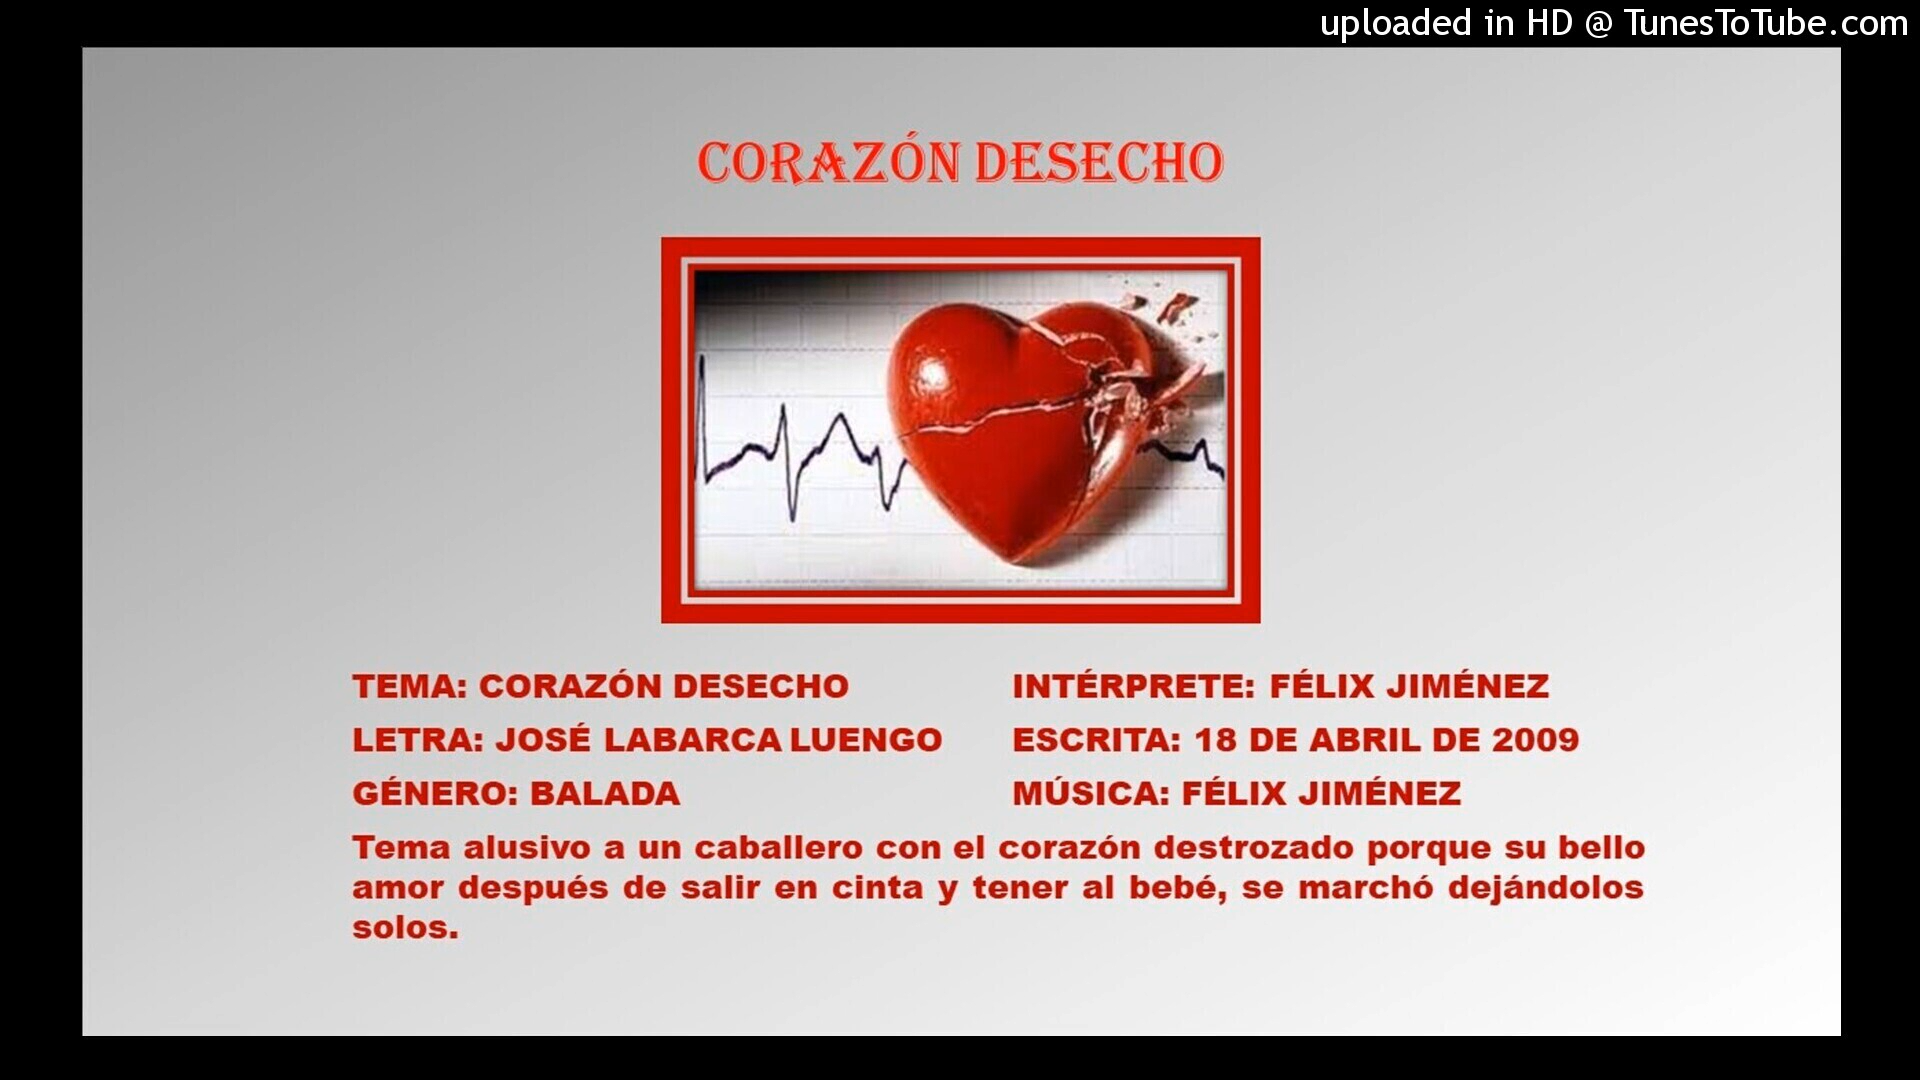 uploaded in HD @ TunesToTube.com
CORAZÓN DESECHO
TEMA: CORAZÓN DESECHO
INTÉRPRETE: FÉLIX JIMÉNEZ
LETRA: JOSÉ LABARCA LUENGO
ESCRITA: 18 DE ABRIL DE 2009
GÉNERO: BALADA
MÚSICA: FÉLIX JIMÉNEZ
Tema alusivo a un caballero con el corazón destrozado porque su bello
amor después de salir en cinta y tener al bebé, se marchó dejándolos
solos.